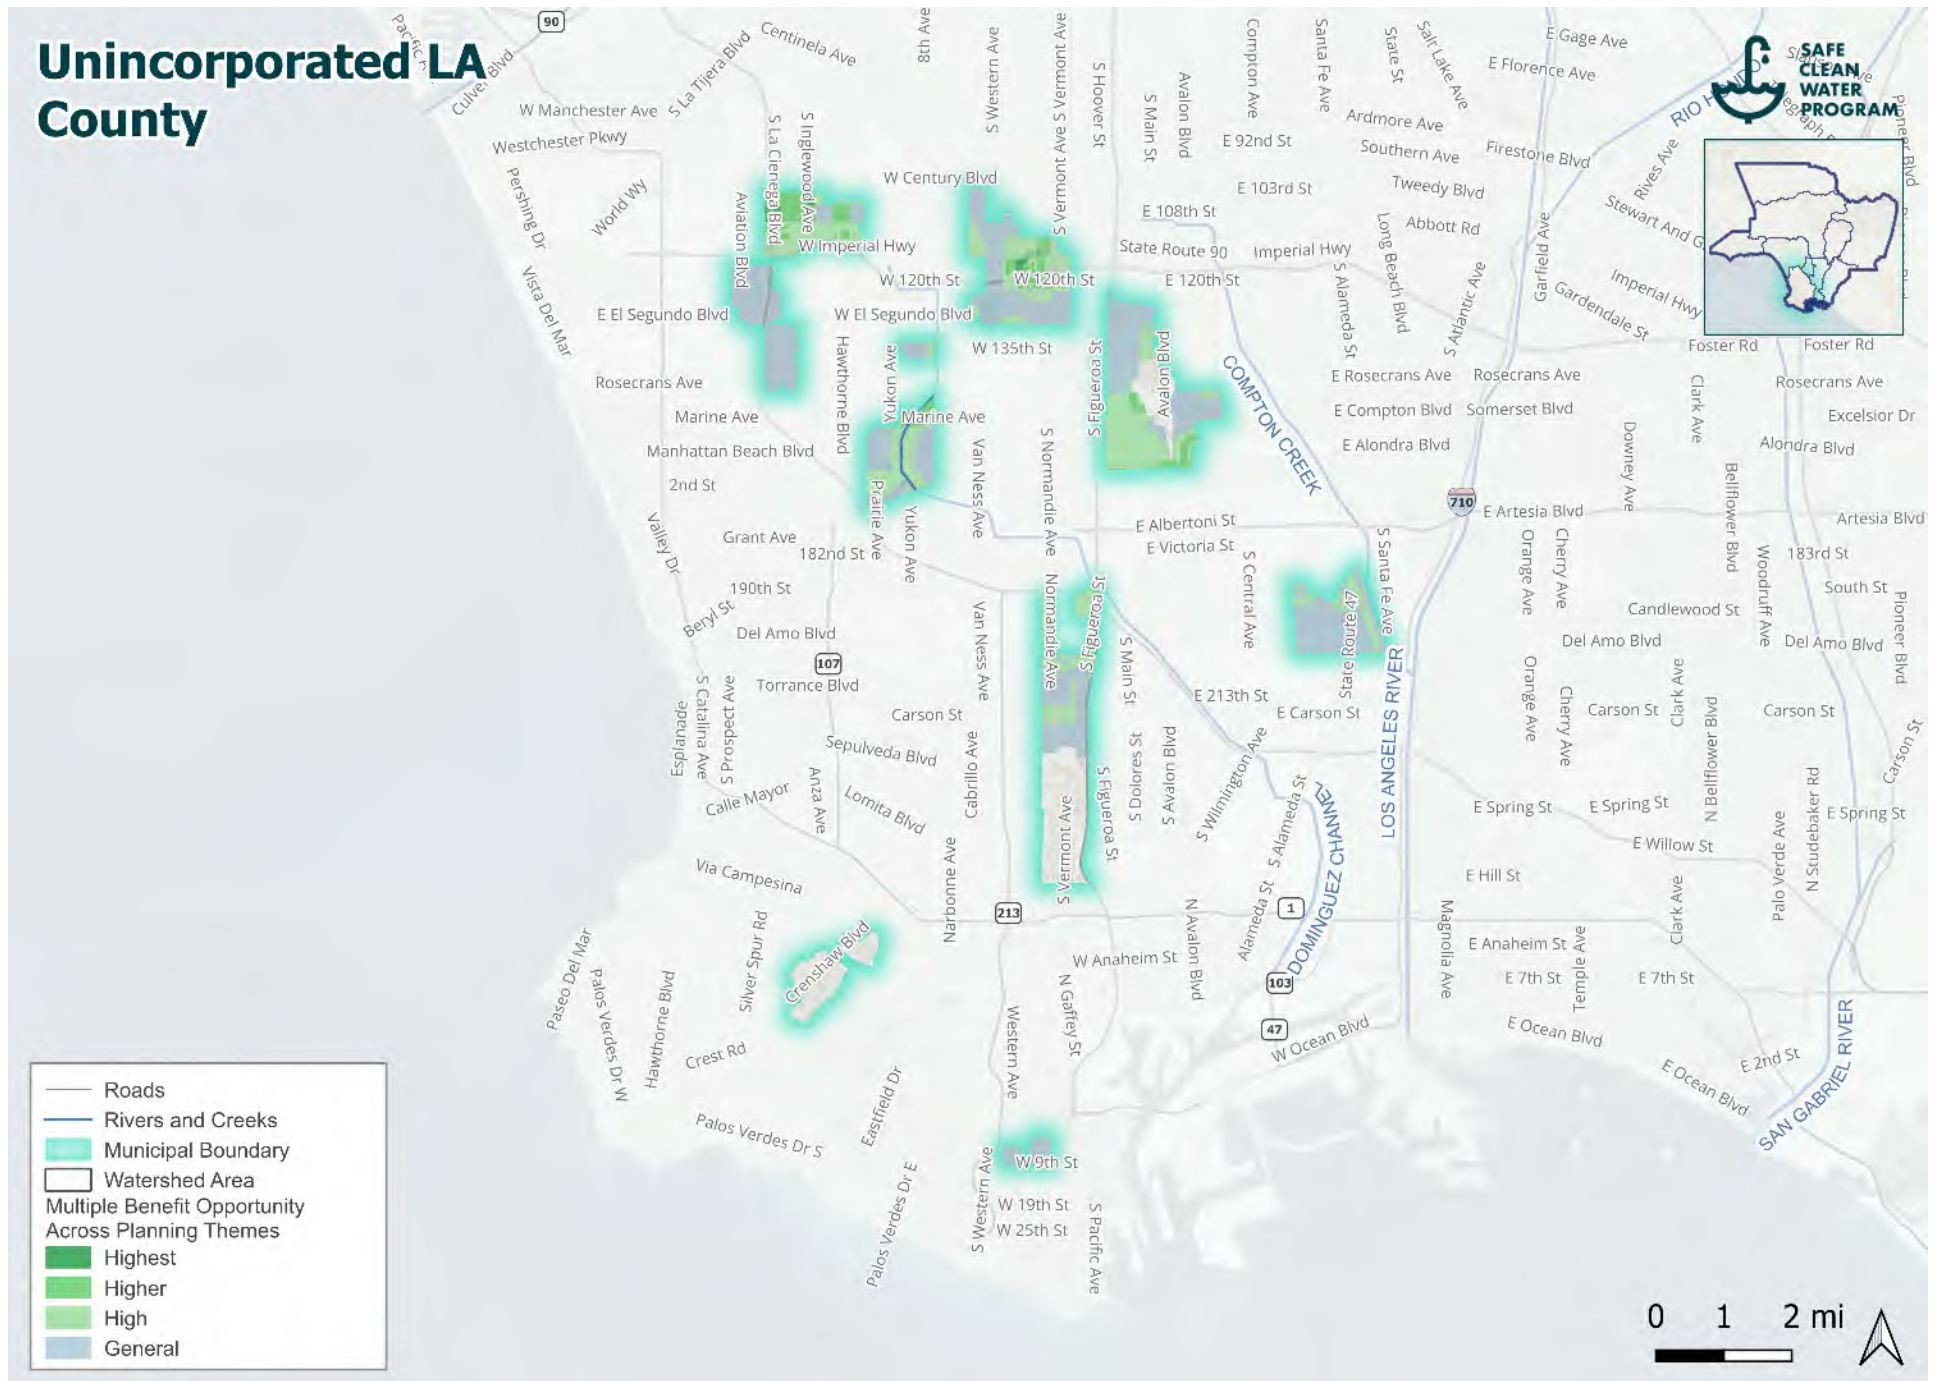 Unincorporated LA
County
SAFE
CLEAN
WATER
PROGRAM
90
Culver Blvd
S La Tijera Blvd
Centinela Ave
8th Ave
S Western Ave
S Vermont Ave
S Vermont Ave
S Hoover St
S Main St
Avalon Blvd
Compton Ave
Santa Fe Ave
State St
Salt Lake Ave
E Gage Ave
E Florence Ave
RIO HONDO
W Manchester Ave
Westchester Pkwy
S La Cienega Blvd
S Inglewood Ave
W Century Blvd
E 92nd St
Ardmore Ave
Southern Ave
Firestone Blvd
Rives Ave
Pioneer Blvd
Pershing Dr
World Wy
Aviation Blvd
E 103rd St
Tweedy Blvd
E 108th St
Abbott Rd
Long Beach Blvd
Garfield Ave
Stewart And G
W Imperial Hwy
State Route 90
Imperial Hwy
W 120th St
W 120th St
E 120th St
S Alameda St
S Atlantic Ave
Gardendale St
Imperial Hwy
Vista Del Mar
E El Segundo Blvd
W El Segundo Blvd
Hawthorne Blvd
Yukon Ave
W 135th St
S Figueroa St
Avalon Blvd
COMPTON CREEK
Foster Rd
Foster Rd
Rosecrans Ave
E Rosecrans Ave
Rosecrans Ave
Rosecrans Ave
Marine Ave
Marine Ave
E Compton Blvd
Somerset Blvd
Clark Ave
Excelsior Dr
Manhattan Beach Blvd
E Alondra Blvd
Alondra Blvd
2nd St
Prairie Ave
Yukon Ave
Van Ness Ave
S Normandie Ave
710
Downey Ave
Bellflower Blvd
E Artesia Blvd
Artesia Blvd
Valley Dr
Grant Ave
182nd St
E Albertoni St
E Victoria St
S Central Ave
S Santa Fe Ave
Orange Ave
Cherry Ave
Woodruff Ave
183rd St
190th St
Beryl St
Normandie Ave
S Figueroa St
South St
Pioneer Blvd
Candlewood St
Del Amo Blvd
Van Ness Ave
S Main St
State Route 47
Del Amo Blvd
Del Amo Blvd
107
Torrance Blvd
E 213th St
LOS ANGELES RIVER
Orange Ave
Cherry Ave
Clark Ave
Esplanade
S Catalina Ave
S Prospect Ave
Carson St
E Carson St
Carson St
N Bellflower Blvd
Carson St
Carson St
Sepulveda Blvd
Cabrillo Ave
S Dolores St
S Avalon Blvd
S Wilmington Ave
Calle Mayor
Anza Ave
Lomita Blvd
S Vermont Ave
S Figueroa St
S Alameda St
DOMINGUEZ CHANNEL
E Spring St
E Spring St
N Studebaker Rd
E Spring St
Via Campesina
Narbonne Ave
E Willow St
Palo Verde Ave
E Hill St
213
1
Silver Spur Rd
Crenshaw Blvd
N Avalon Blvd
Alameda St
Magnolia Ave
Clark Ave
E Anaheim St
Temple Ave
Paseo Del Mar
Palos Verdes Dr W
Hawthorne Blvd
W Anaheim St
N Gaffey St
103
E 7th St
E 7th St
Western Ave
47
W Ocean Blvd
E Ocean Blvd
Crest Rd
Eastfield Dr
E Ocean Blvd
E 2nd St
SAN GABRIEL RIVER
Palos Verdes Dr S
Palos Verdes Dr E
S Western Ave
W 9th St
W 19th St
W 25th St
S Pacific Ave
Roads
Rivers and Creeks
Municipal Boundary
Watershed Area
Multiple Benefit Opportunity
Across Planning Themes
Highest
Higher
High
General
0 1 2 mi